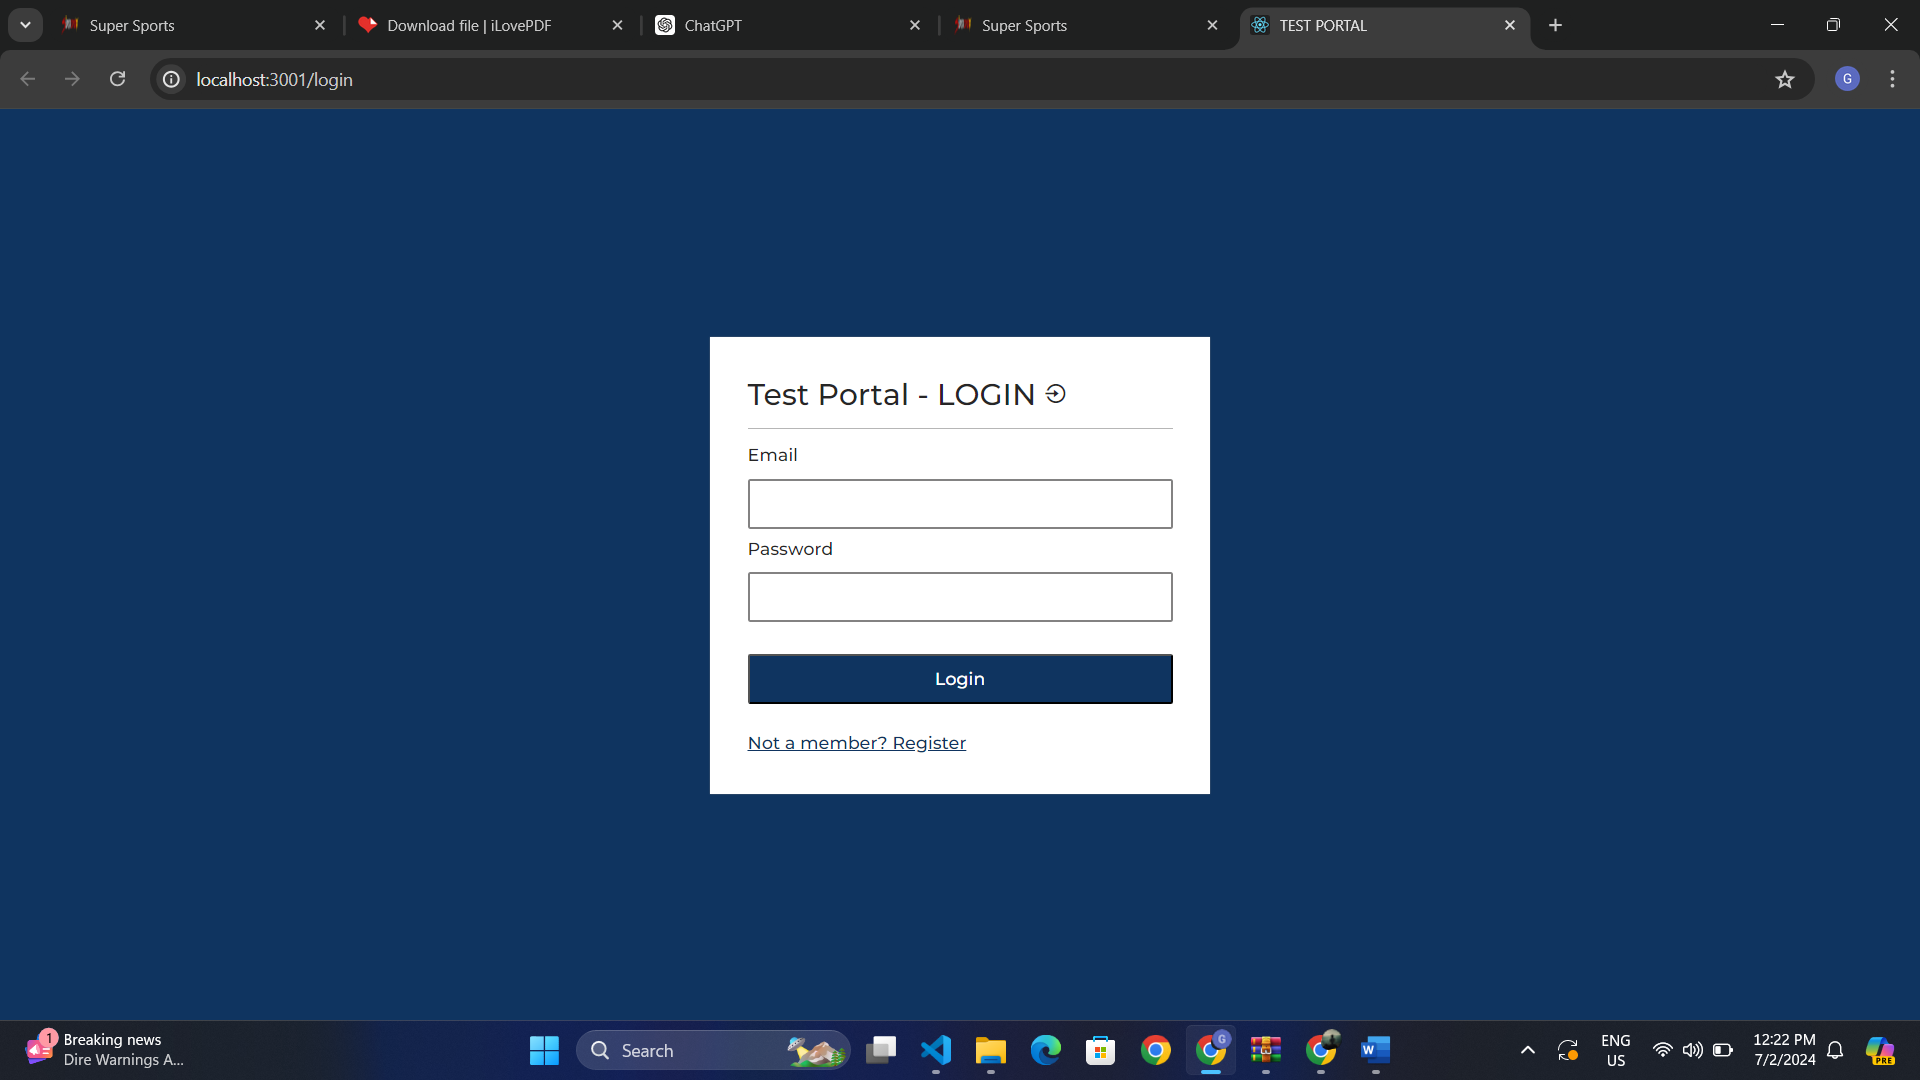 Super Sports
Download file | iLovePDF
ChatGPT
Super Sports
TEST PORTAL
localhost:3001/login
G
Test Portal - LOGIN
Email
Password
Login
Not a member? Register
1
Breaking news
Dire Warnings A...
Search
G
W
ENG
US
12:22 PM
7/2/2024
PRE